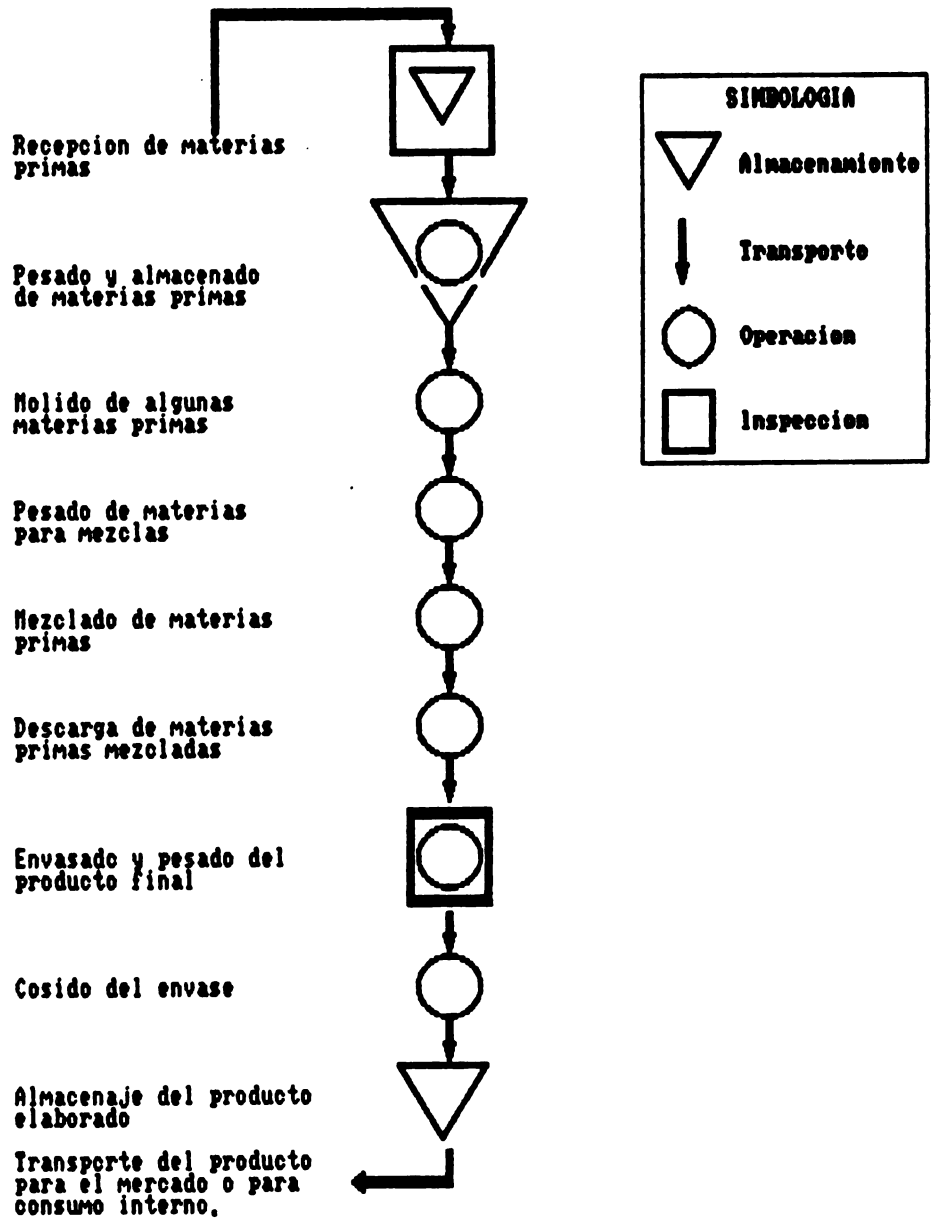 Recepcion de materias
primas
Pesado y almacenado
de materias primas
Molido de algunas
materias primas
Pesado de materias
para mezclas
Mezclado de materias
primas
Descarga de materias
primas mezcladas
Envasado y pesado del
producto final
Cosido del envase
Almacenaje del producto
elaborado
Transporte del producto
para el mercado o para
consumo interno.
SIMBOLOGIA
Almacenamiento
Transporte
Operacion
Inspeccion